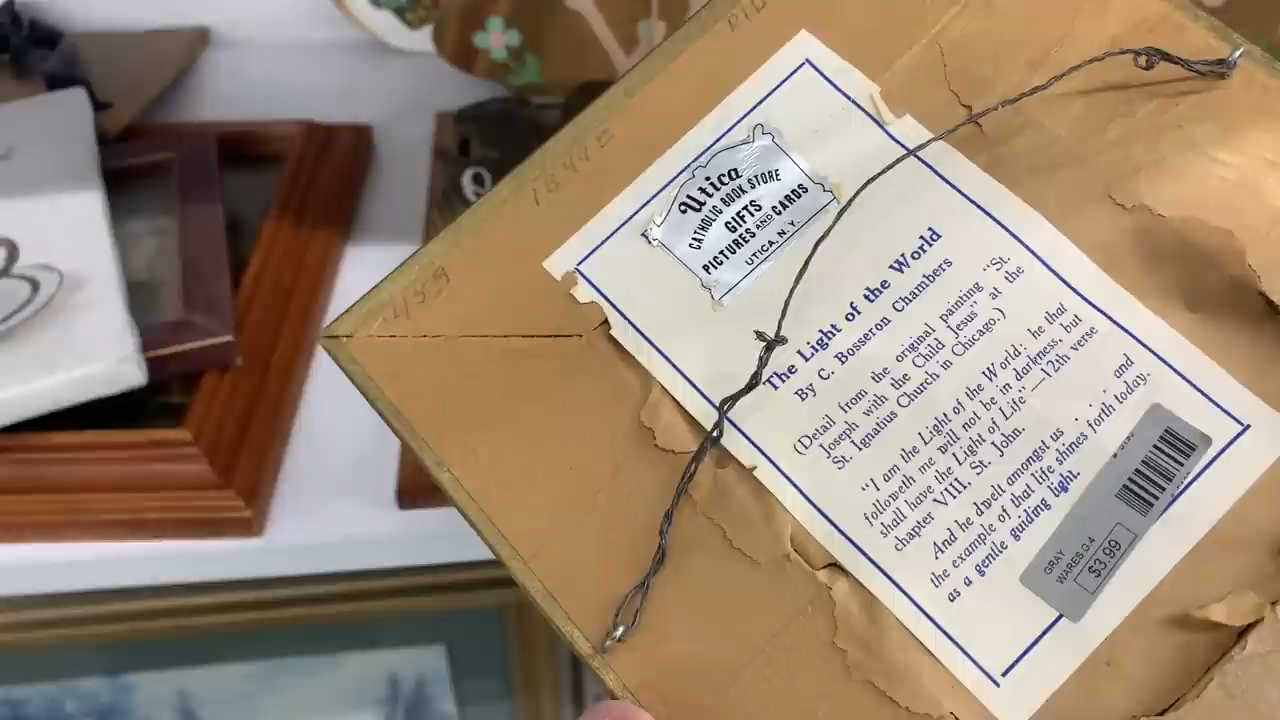 1844E
Utica
CATHOLIC BOOK STORE
GIFTS
PICTURES AND CARDS
UTICA, N. Y.
The Light of the World
By C. Bosseron Chambers
(Detail from the original painting "St.
Joseph with the Child Jesus" at the
St. Ignatius Church in Chicago.)
"I am the Light of the World: he that
followeth me will not be in darkness, but
shall have the Light of Life"—12th verse
chapter VIII, St. John.
And he dwelt amongst us . . . and
the example of that life shines forth today,
as a gentle guiding light.
GRAY
WARES G.4
$3.99